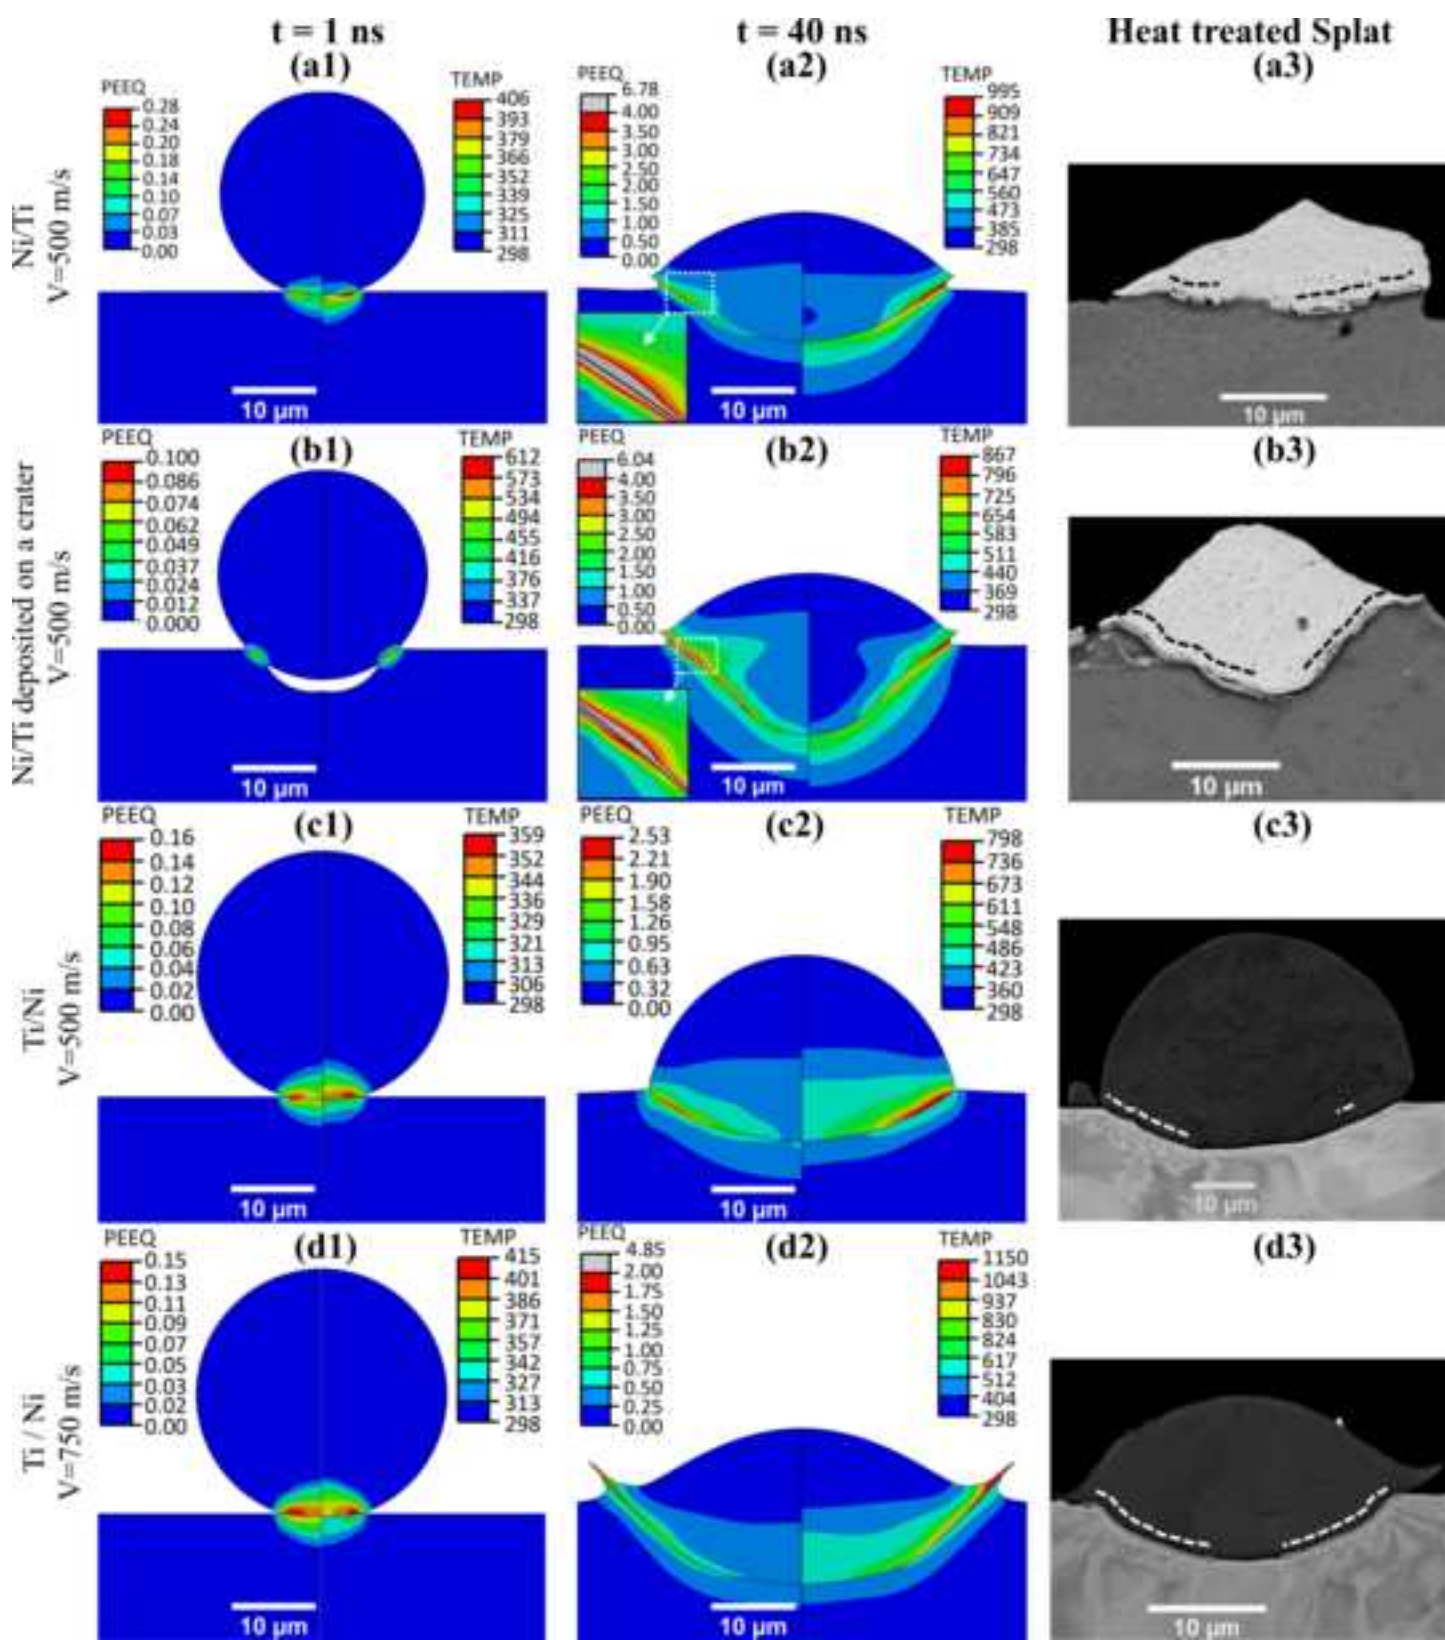 t = 1 ns
t = 40 ns
Heat treated Splat
(a1)
(a2)
(a3)
Ni/Ti
V=500 m/s
PEEQ
0.28
0.24
0.20
0.18
0.14
0.10
0.07
0.03
0.00
TEMP
406
393
379
366
352
339
325
311
298
10 µm
PEEQ
6.78
4.00
3.50
3.00
2.50
2.00
1.50
1.00
0.50
0.00
TEMP
995
909
821
734
647
560
473
385
298
10 µm
10 µm
(b1)
(b2)
(b3)
Ni/Ti deposited on a crater
V=500 m/s
PEEQ
0.100
0.086
0.074
0.062
0.049
0.037
0.024
0.012
0.000
TEMP
612
573
534
494
455
416
376
337
298
10 µm
PEEQ
6.04
4.00
3.50
3.00
2.50
2.00
1.50
1.00
0.50
0.00
TEMP
867
796
725
654
583
511
440
369
298
10 µm
10 µm
(c1)
(c2)
(c3)
Ti/Ni
V=500 m/s
PEEQ
0.16
0.14
0.12
0.10
0.08
0.06
0.04
0.02
0.00
TEMP
359
352
344
336
329
321
313
306
298
10 µm
PEEQ
2.53
2.21
1.90
1.58
1.26
0.95
0.63
0.32
0.00
TEMP
798
736
673
611
548
486
423
360
298
10 µm
10 µm
(d1)
(d2)
(d3)
Ti / Ni
V=750 m/s
PEEQ
0.15
0.13
0.11
0.09
0.07
0.05
0.03
0.02
0.00
TEMP
415
401
386
371
357
342
327
313
298
10 µm
PEEQ
4.85
2.00
1.75
1.50
1.25
1.00
0.75
0.50
0.25
0.00
TEMP
1150
1043
937
830
824
617
512
404
298
10 µm
10 µm